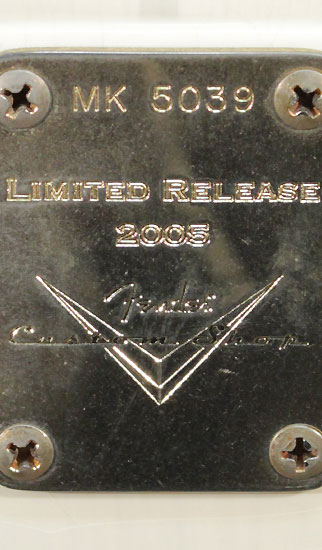 MK 5039
LIMITED RELEASE
2005
Fender
Custom Shop